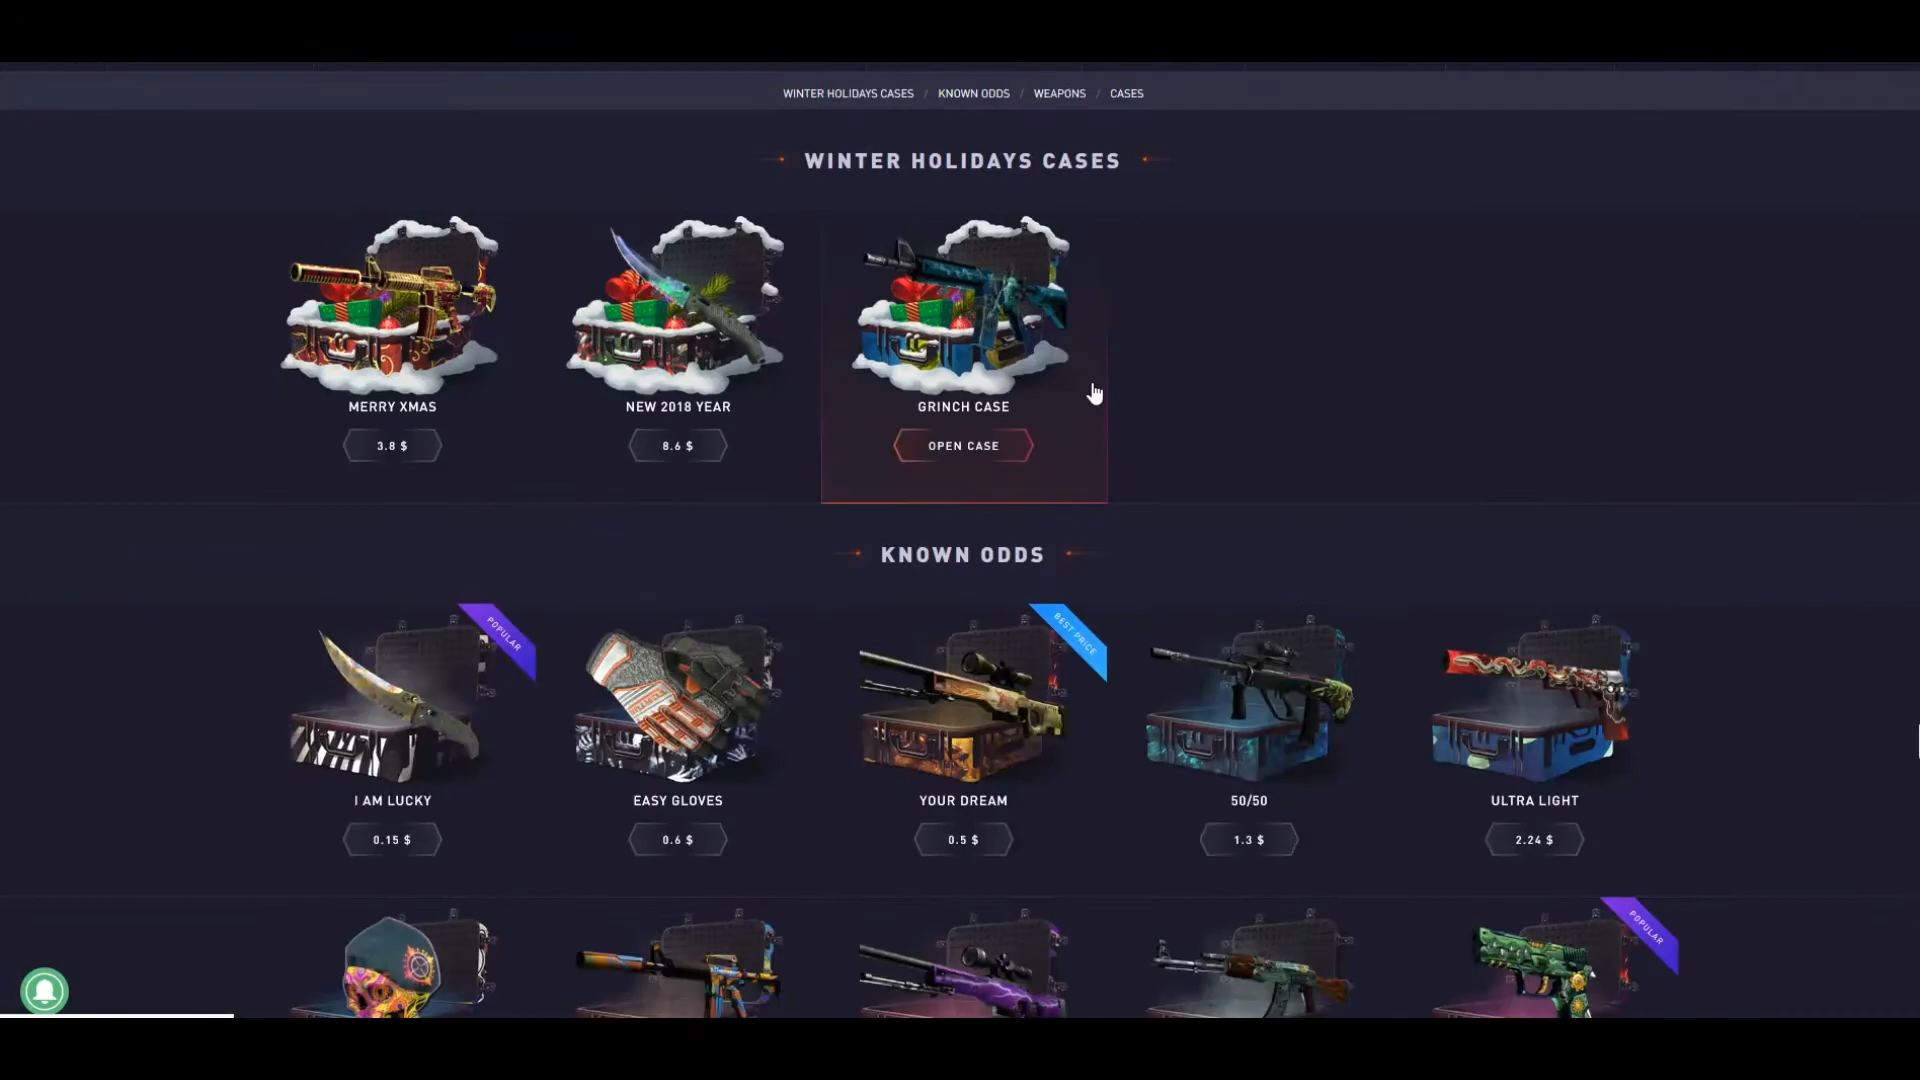 WINTER HOLIDAYS CASES / KNOWN ODDS / WEAPONS / CASES
WINTER HOLIDAYS CASES
MERRY XMAS
NEW 2018 YEAR
GRINCH CASE
3.8 $
8.6 $
OPEN CASE
KNOWN ODDS
POPULAR
BEST PRICE
I AM LUCKY
EASY GLOVES
YOUR DREAM
50/50
ULTRA LIGHT
0.15 $
0.6 $
0.5 $
1.3 $
2.24 $
POPULAR